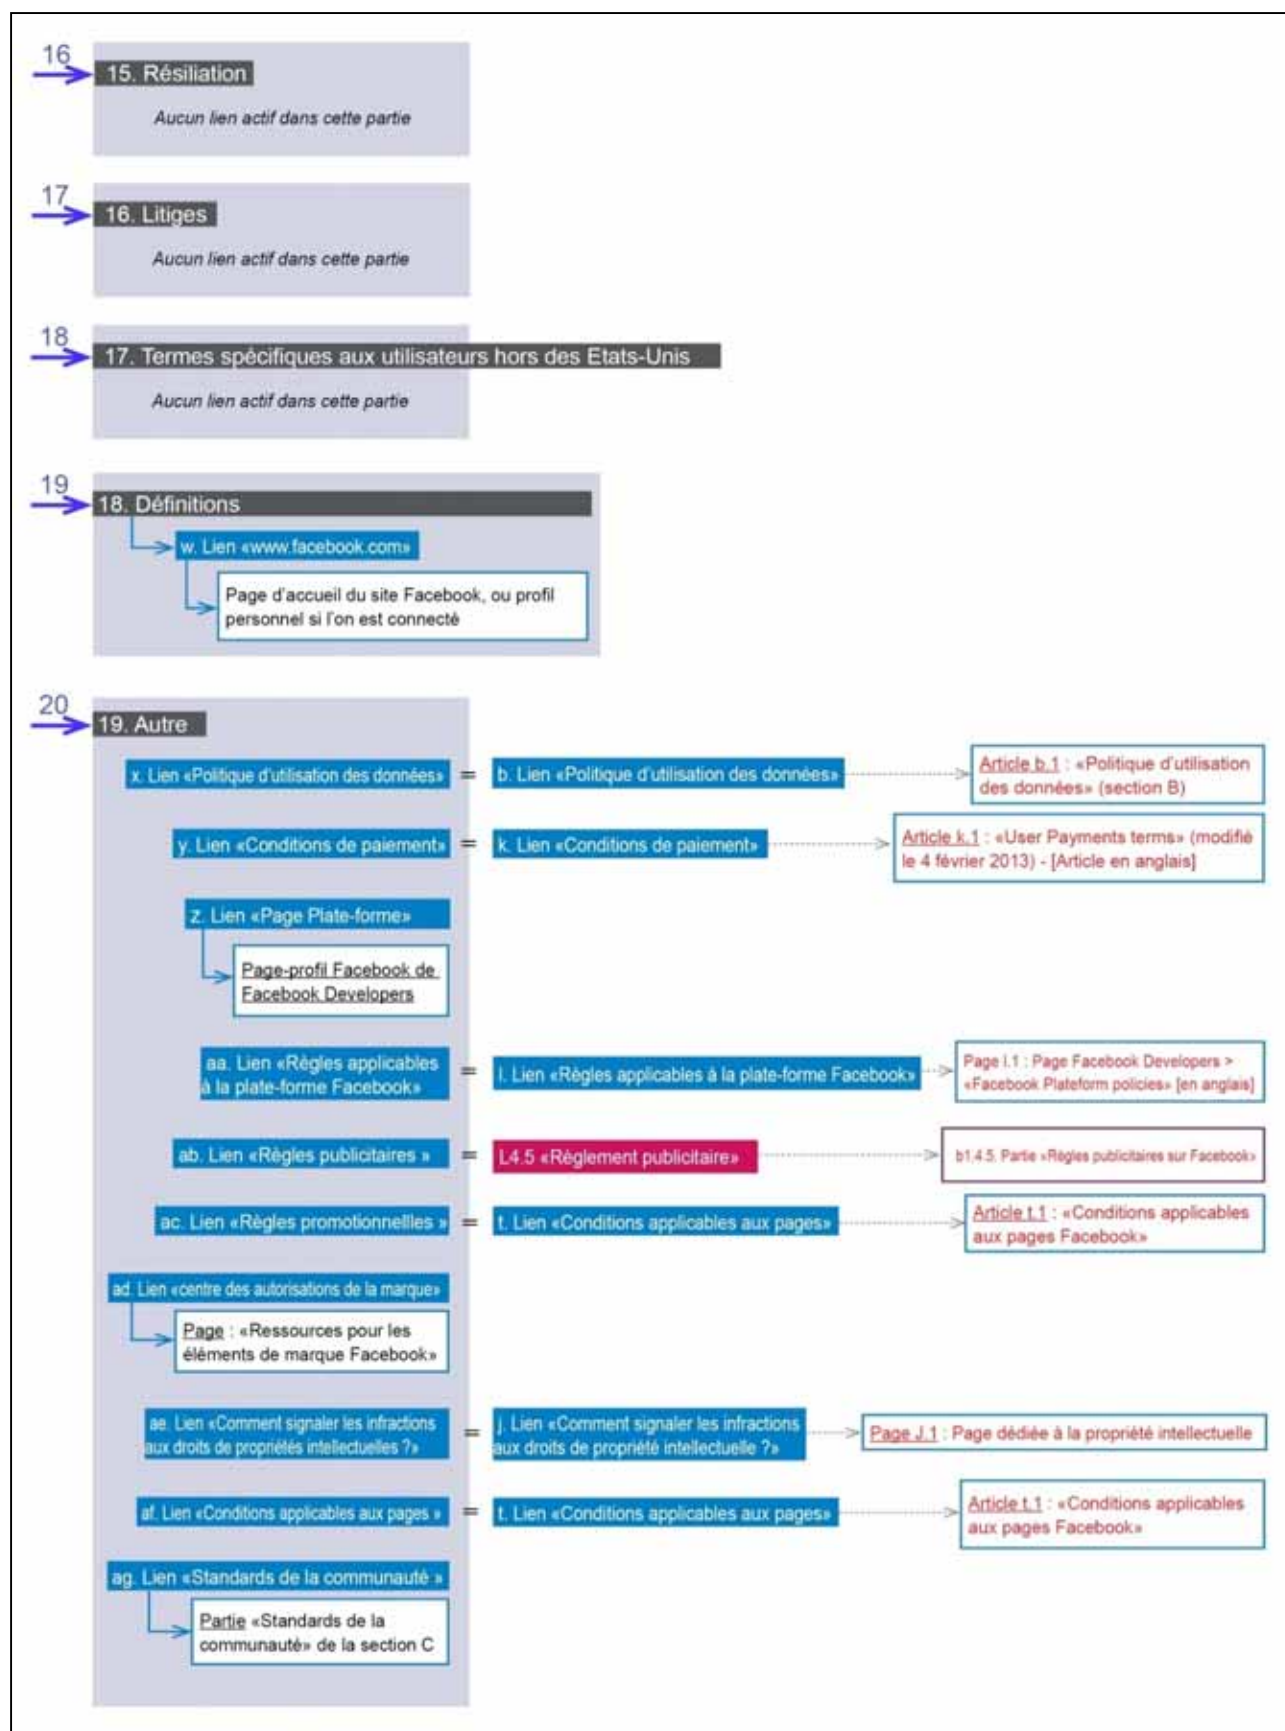 16
15. Résiliation
Aucun lien actif dans cette partie
17
16. Litiges
Aucun lien actif dans cette partie
18
17. Termes spécifiques aux utilisateurs hors des Etats-Unis
Aucun lien actif dans cette partie
19
18. Définitions
w. Lien «www.facebook.com»
Page d'accueil du site Facebook, ou profil
personnel si l'on est connecté
20
19. Autre
x. Lien «Politique d'utilisation des données» = b. Lien «Politique d'utilisation des données»
Article b.1 : «Politique d'utilisation
des données» (section B)
y. Lien «Conditions de paiement» = k. Lien «Conditions de paiement»
Article k.1 : «User Payments terms» (modifié
le 4 février 2013) - [Article en anglais]
z. Lien «Page Plate-forme»
Page-profil Facebook de
Facebook Developers
aa. Lien «Règles applicables
à la plate-forme Facebook»
= l. Lien «Règles applicables à la plate-forme Facebook»
Page l.1 : Page Facebook Developers >
«Facebook Plateform policies» [en anglais]
ab. Lien «Règles publicitaires » = L4.5 «Règlement publicitaire»
b1.4.5. Partie «Règles publicitaires sur Facebook»
ac. Lien «Règles promotionnellles » = t. Lien «Conditions applicables aux pages»
Article t.1 : «Conditions applicables
aux pages Facebook»
ad. Lien «centre des autorisations de la marque»
Page : «Ressources pour les
éléments de marque Facebook»
ae. Lien «Comment signaler les infractions
aux droits de propriétés intellectuelles ?»
=
j. Lien «Comment signaler les infractions
aux droits de propriété intellectuelle ?»
Page J.1 : Page dédiée à la propriété intellectuelle
af. Lien «Conditions applicables aux pages » = t. Lien «Conditions applicables aux pages»
Article t.1 : «Conditions applicables
aux pages Facebook»
ag. Lien «Standards de la communauté »
Partie «Standards de la
communauté» de la section C